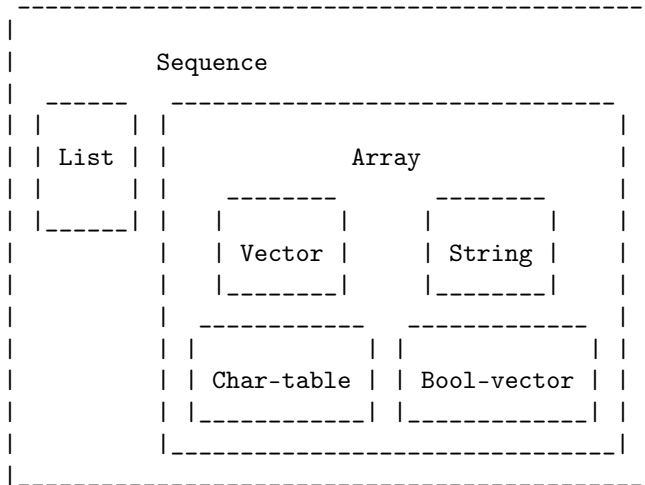 Sequence
List Array
Vector String
Char-table Bool-vector